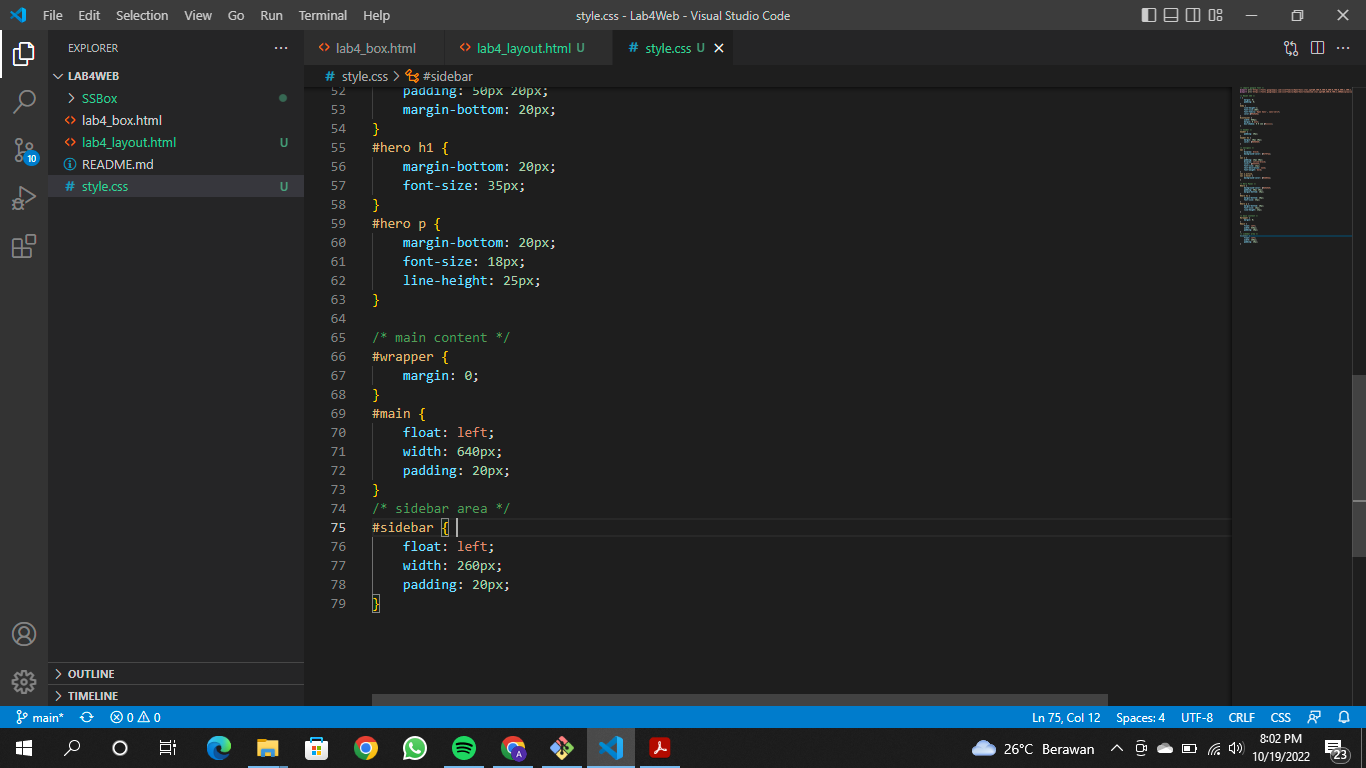 File Edit Selection View Go Run Terminal Help style.css - Lab4Web - Visual Studio Code
EXPLORER
lab4_box.html lab4_layout.html U # style.css U
LAB4WEB
# style.css > #sidebar
SSBox
lab4_box.html
lab4_layout.html U
README.md
# style.css U
10
52 padding: 50px 20px;
53 margin-bottom: 20px;
54 }
55 #hero h1 {
56 margin-bottom: 20px;
57 font-size: 35px;
58 }
59 #hero p {
60 margin-bottom: 20px;
61 font-size: 18px;
62 line-height: 25px;
63 }
64
65 /* main content */
66 #wrapper {
67 margin: 0;
68 }
69 #main {
70 float: left;
71 width: 640px;
72 padding: 20px;
73 }
74 /* sidebar area */
75 #sidebar {
76 float: left;
77 width: 260px;
78 padding: 20px;
79 }
OUTLINE
TIMELINE
main* 0 0 Ln 75, Col 12 Spaces: 4 UTF-8 CRLF CSS
26°C Berawan 8:02 PM
10/19/2022
23